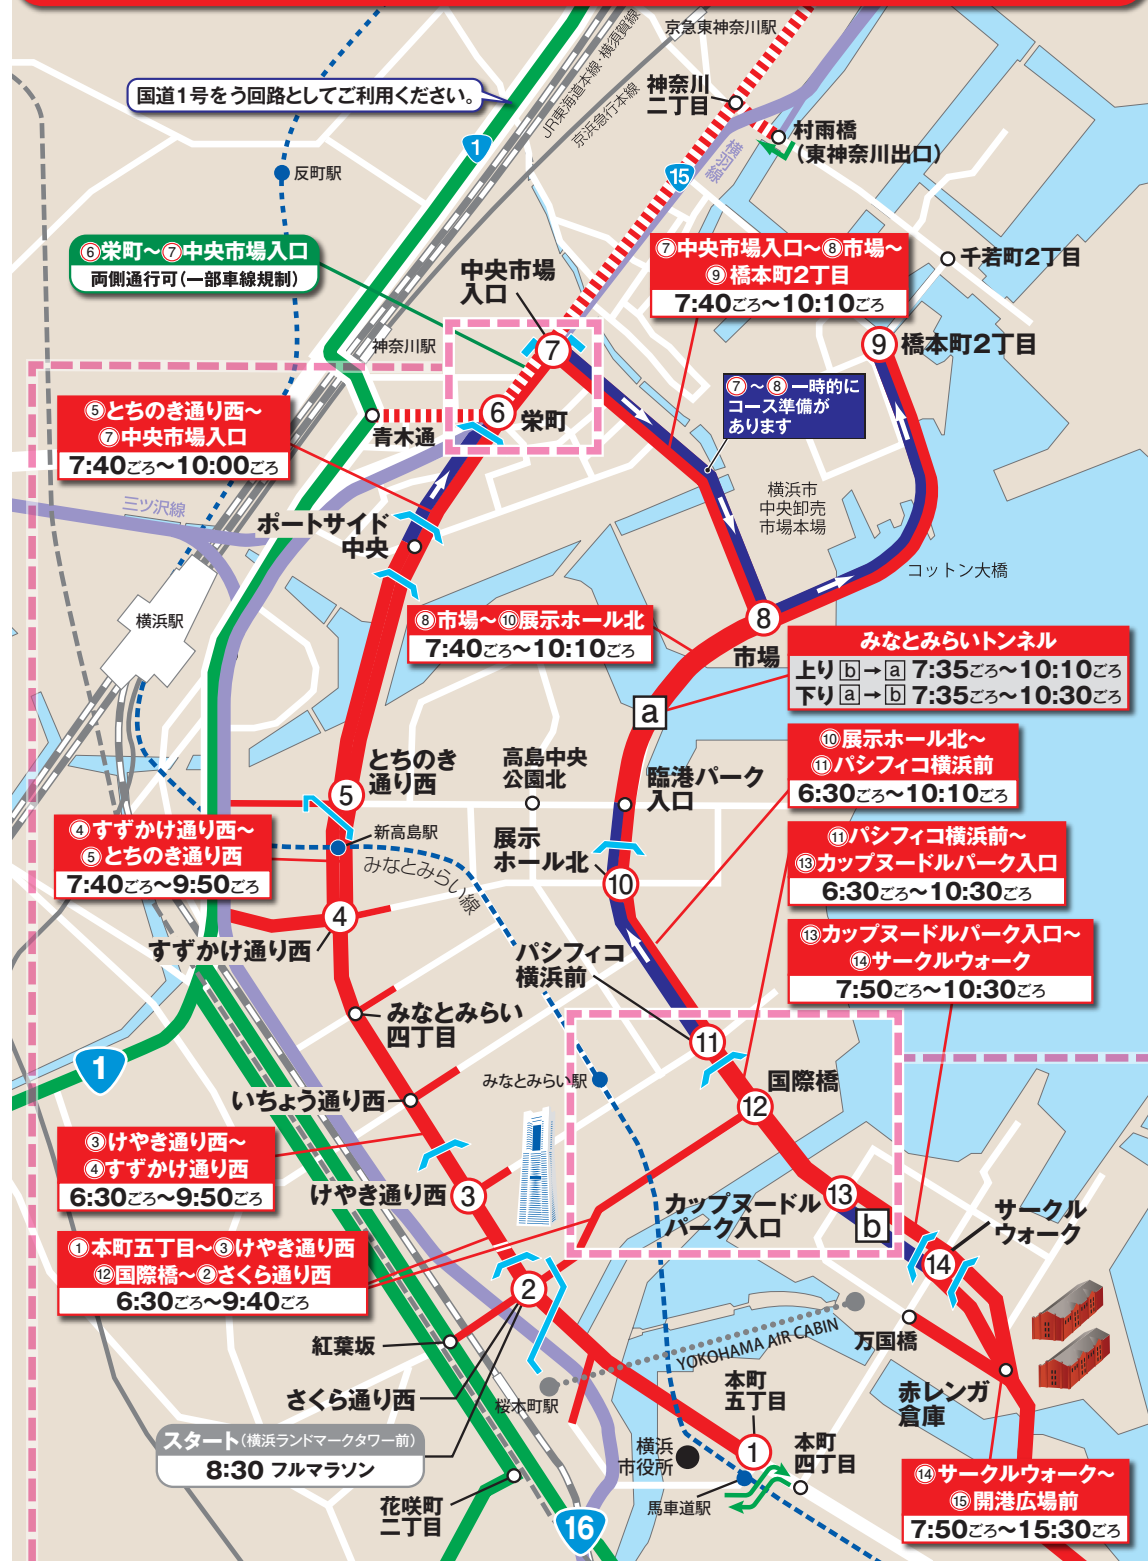 京急東神奈川駅
JR東海道本線・横須賀線
京浜急行本線
国道1号をう回路としてご利用ください。
1
神奈川
二丁目
村雨橋
（東神奈川出口）
横羽線
15
反町駅
⑥栄町～⑦中央市場入口
両側通行可（一部車線規制）
中央市場
入口
⑦中央市場入口～⑧市場～
⑨橋本町2丁目
7:40ごろ～10:10ごろ
千若町2丁目
神奈川駅
7
9
橋本町2丁目
⑦～⑧一時的に
コース準備が
あります
⑤とちのき通り西～
⑦中央市場入口
7:40ごろ～10:00ごろ
6
栄町
青木通
横浜市
中央卸売
市場本場
三ツ沢線
ポートサイド
中央
コットン大橋
横浜駅
⑧市場～⑩展示ホール北
7:40ごろ～10:10ごろ
8
市場
みなとみらいトンネル
上り b→a 7:35ごろ～10:10ごろ
下り a→b 7:35ごろ～10:30ごろ
a
⑩展示ホール北～
⑪パシフィコ横浜前
6:30ごろ～10:10ごろ
とちのき
通り西
高島中央
公園北
臨港パーク
入口
5
④すずかけ通り西～
⑤とちのき通り西
7:40ごろ～9:50ごろ
新高島駅
みなとみらい線
展示
ホール北
10
⑪パシフィコ横浜前～
⑬カップヌードルパーク入口
6:30ごろ～10:30ごろ
4
すずかけ通り西
⑬カップヌードルパーク入口～
⑭サークルウォーク
7:50ごろ～10:30ごろ
パシフィコ
横浜前
みなとみらい
四丁目
11
1
みなとみらい駅
国際橋
12
いちょう通り西
③けやき通り西～
④すずかけ通り西
6:30ごろ～9:50ごろ
けやき通り西
3
カップヌードル
パーク入口
13
b
サークル
ウォーク
①本町五丁目～③けやき通り西
⑫国際橋～②さくら通り西
6:30ごろ～9:40ごろ
2
14
紅葉坂
YOKOHAMA AIR CABIN
万国橋
さくら通り西
桜木町駅
本町
五丁目
赤レンガ
倉庫
スタート（横浜ランドマークタワー前）
8:30 フルマラソン
横浜
市役所
1
本町
四丁目
馬車道駅
花咲町
二丁目
16
⑭サークルウォーク～
⑮開港広場前
7:50ごろ～15:30ごろ